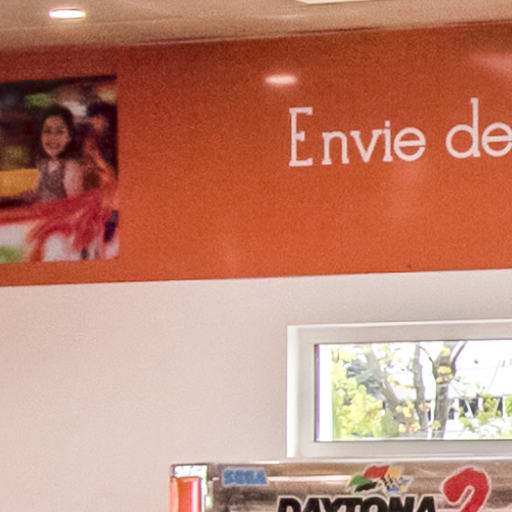 Envie de
SEGA
DAYTONA 2